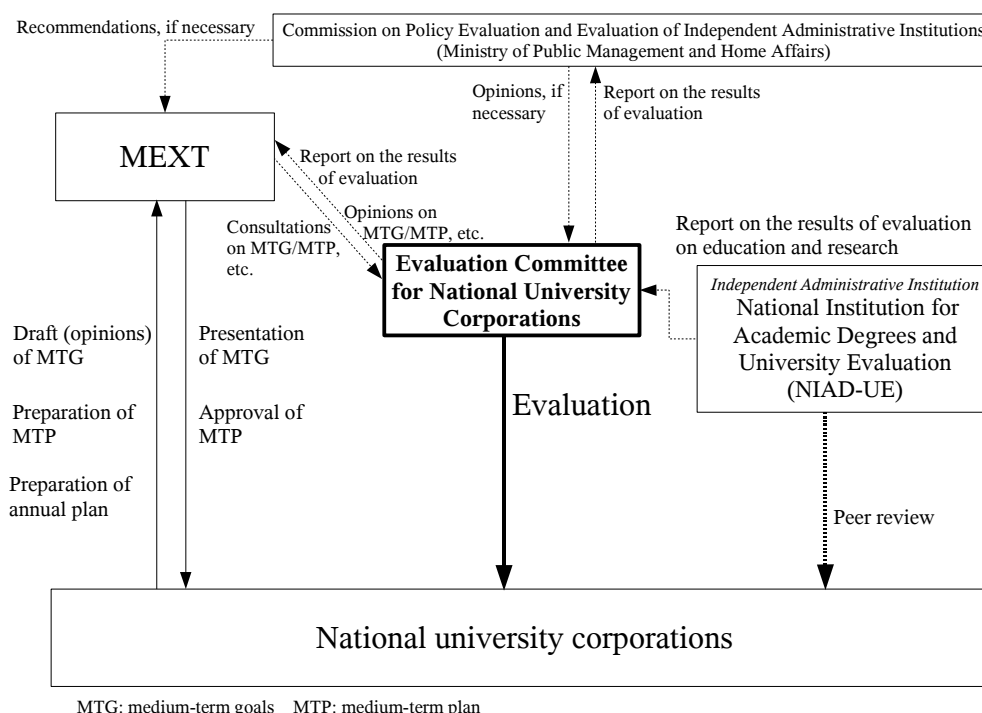 Recommendations, if necessary
Commission on Policy Evaluation and Evaluation of Independent Administrative Institutions
(Ministry of Public Management and Home Affairs)
Opinions, if
necessary
Report on the results
of evaluation
MEXT
Report on the results
of evaluation
Opinions on
MTG/MTP, etc.
Consultations
on MTG/MTP,
etc.
Evaluation Committee
for National University
Corporations
Report on the results of evaluation
on education and research
Independent Administrative Institution
National Institution for
Academic Degrees and
University Evaluation
(NIAD-UE)
Draft (opinions)
of MTG
Presentation
of MTG
Preparation of
MTP
Approval of
MTP
Preparation of
annual plan
Evaluation
Peer review
National university corporations
MTG: medium-term goals MTP: medium-term plan